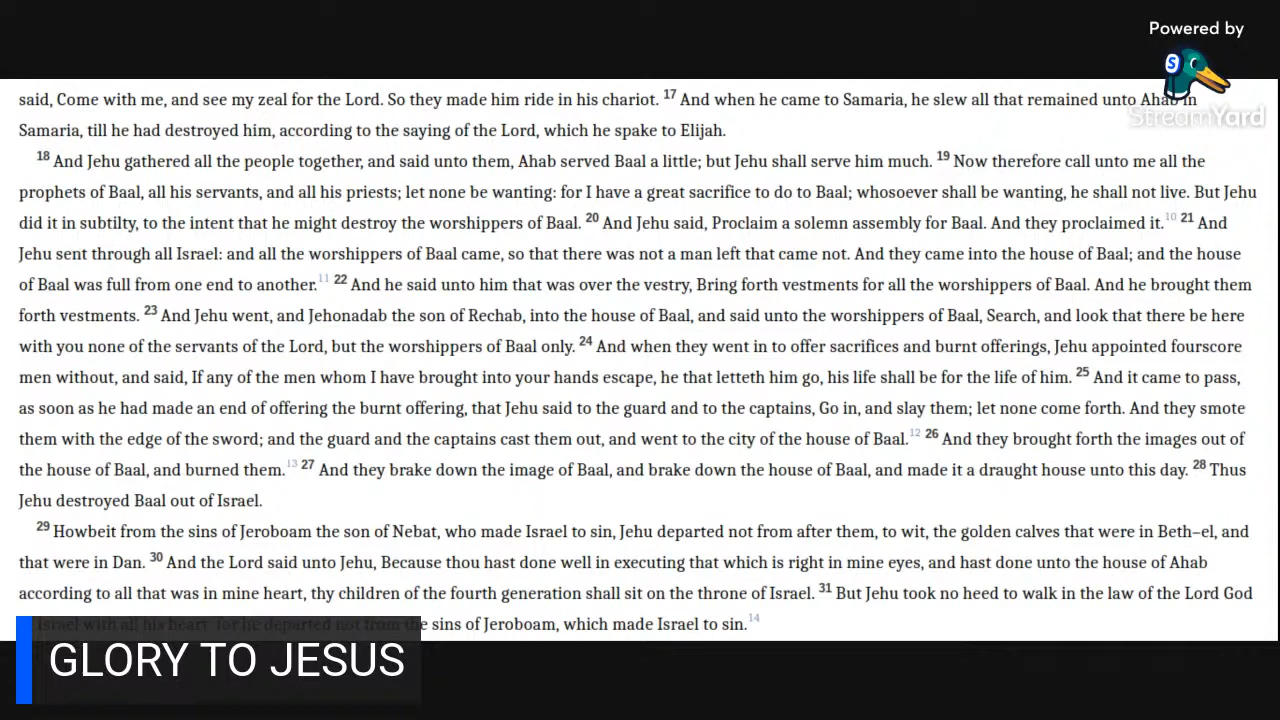 Powered by
StreamYard
said, Come with me, and see my zeal for the Lord. So they made him ride in his chariot. 17 And when he came to Samaria, he slew all that remained unto Ahab in
Samaria, till he had destroyed him, according to the saying of the Lord, which he spake to Elijah.
18 And Jehu gathered all the people together, and said unto them, Ahab served Baal a little; but Jehu shall serve him much. 19 Now therefore call unto me all the
prophets of Baal, all his servants, and all his priests; let none be wanting: for I have a great sacrifice to do to Baal; whosoever shall be wanting, he shall not live. But Jehu
did it in subtilty, to the intent that he might destroy the worshippers of Baal. 20 And Jehu said, Proclaim a solemn assembly for Baal. And they proclaimed it.10 21 And
Jehu sent through all Israel: and all the worshippers of Baal came, so that there was not a man left that came not. And they came into the house of Baal; and the house
of Baal was full from one end to another.11 22 And he said unto him that was over the vestry, Bring forth vestments for all the worshippers of Baal. And he brought them
forth vestments. 23 And Jehu went, and Jehonadab the son of Rechab, into the house of Baal, and said unto the worshippers of Baal, Search, and look that there be here
with you none of the servants of the Lord, but the worshippers of Baal only. 24 And when they went in to offer sacrifices and burnt offerings, Jehu appointed fourscore
men without, and said, If any of the men whom I have brought into your hands escape, he that letteth him go, his life shall be for the life of him. 25 And it came to pass,
as soon as he had made an end of offering the burnt offering, that Jehu said to the guard and to the captains, Go in, and slay them; let none come forth. And they smote
them with the edge of the sword; and the guard and the captains cast them out, and went to the city of the house of Baal.12 26 And they brought forth the images out of
the house of Baal, and burned them.13 27 And they brake down the image of Baal, and brake down the house of Baal, and made it a draught house unto this day. 28 Thus
Jehu destroyed Baal out of Israel.
29 Howbeit from the sins of Jeroboam the son of Nebat, who made Israel to sin, Jehu departed not from after them, to wit, the golden calves that were in Beth–el, and
that were in Dan. 30 And the Lord said unto Jehu, Because thou hast done well in executing that which is right in mine eyes, and hast done unto the house of Ahab
according to all that was in mine heart, thy children of the fourth generation shall sit on the throne of Israel. 31 But Jehu took no heed to walk in the law of the Lord God
Israel with all his heart: for he departed not from the sins of Jeroboam, which made Israel to sin.14
GLORY TO JESUS